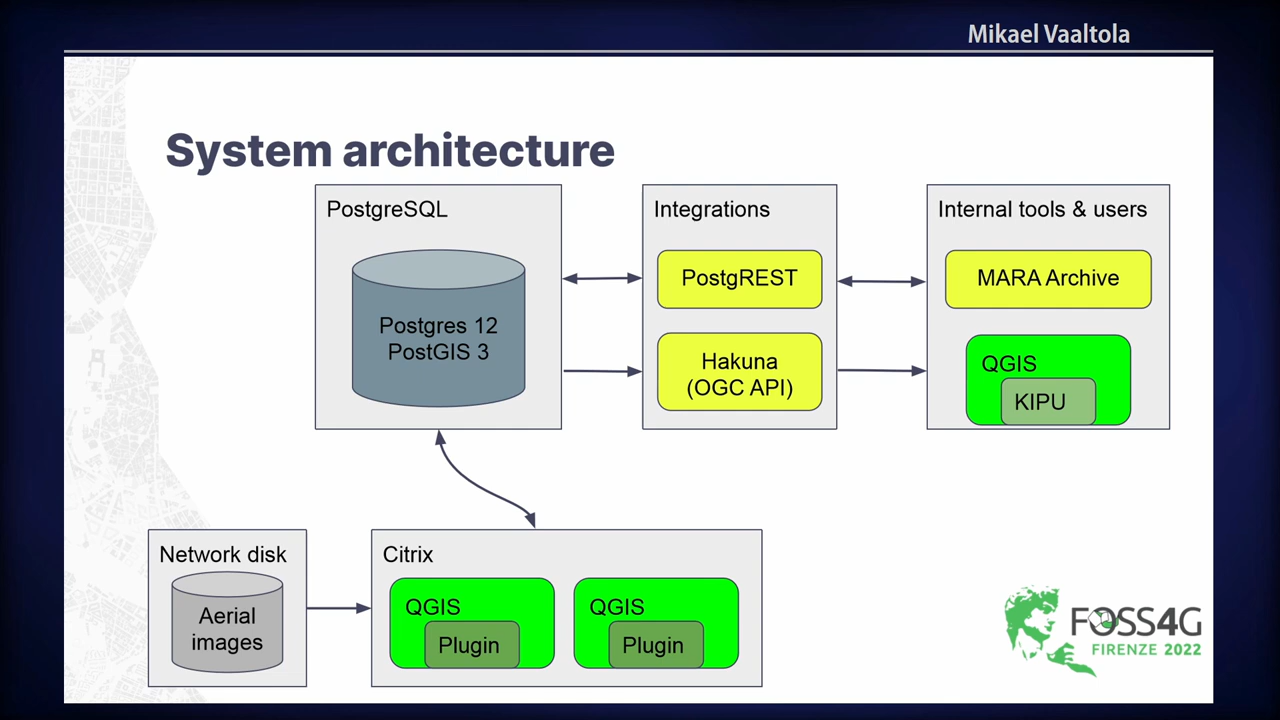 Mikael Vaaltola
System architecture
PostgreSQL
Postgres 12
PostGIS 3
Integrations
PostgREST
Hakuna
(OGC API)
Internal tools & users
MARA Archive
QGIS
KIPU
Network disk
Aerial
images
Citrix
QGIS
Plugin
QGIS
Plugin
FOSS4G
FIRENZE 2022